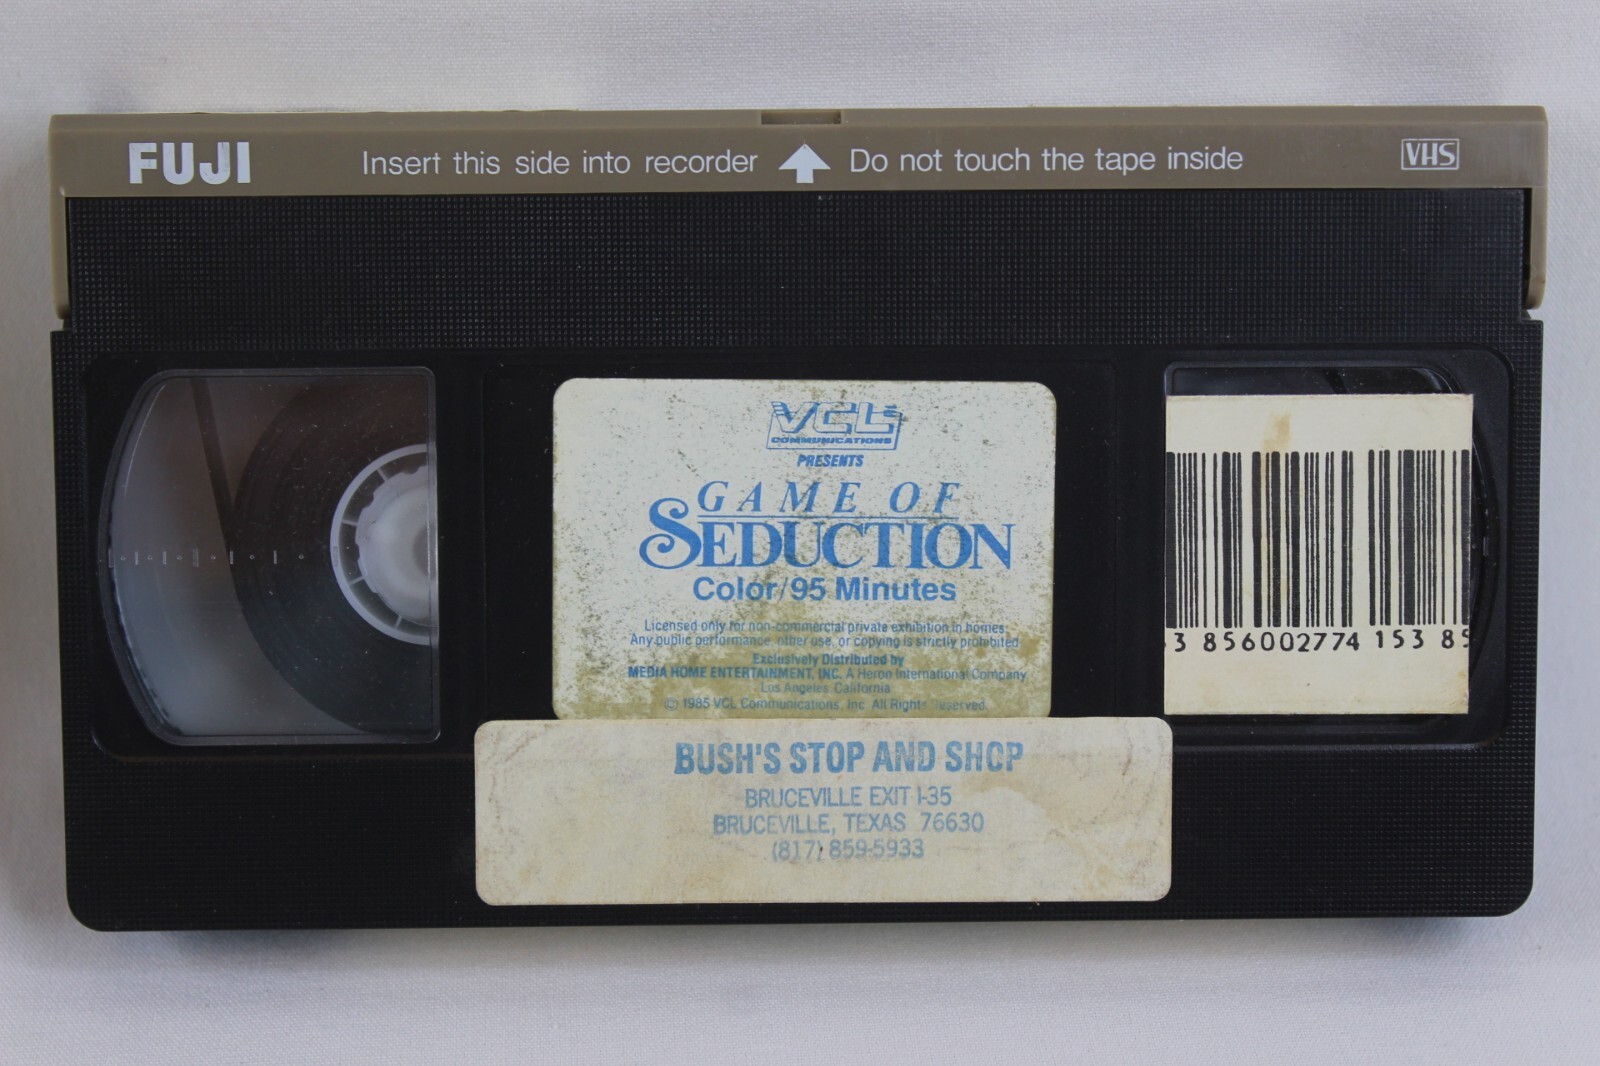 FUJI Insert this side into recorder Do not touch the tape inside VHS
VCL
COMMUNICATIONS
PRESENTS
GAME OF
SEDUCTION
Color/95 Minutes
Licensed only for non-commercial private exhibition in homes.
Any public performance, other use, or copying is strictly prohibited
Exclusively Distributed by
MEDIA HOME ENTERTAINMENT, INC. A Heron International Company
Los Angeles, California
© 1985 VCL Communications, Inc. All Rights Reserved.
3 856002774 153 85
BUSH'S STOP AND SHOP
BRUCEVILLE EXIT I-35
BRUCEVILLE, TEXAS 76630
(817) 859-5933